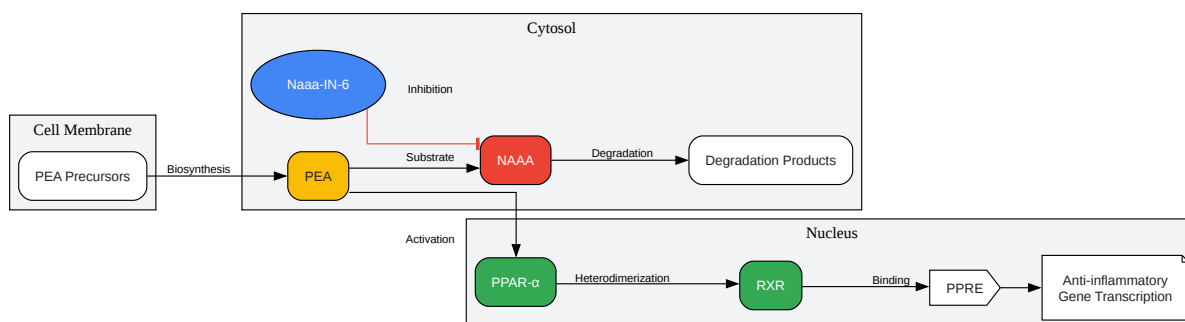 Cytosol
Naaa-IN-6
Inhibition
Cell Membrane
PEA Precursors
Biosynthesis
PEA
Substrate
NAAA
Degradation
Degradation Products
Activation
Nucleus
PPAR-α
Heterodimerization
RXR
Binding
PPRE
Anti-inflammatory
Gene Transcription